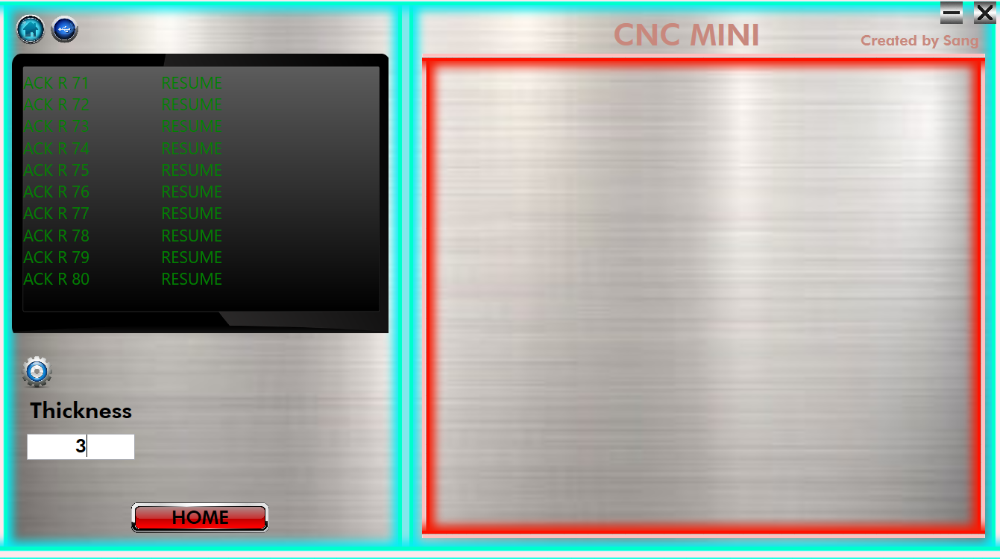 CNC MINI
Created by Sang
ACK R 71 RESUME
ACK R 72 RESUME
ACK R 73 RESUME
ACK R 74 RESUME
ACK R 75 RESUME
ACK R 76 RESUME
ACK R 77 RESUME
ACK R 78 RESUME
ACK R 79 RESUME
ACK R 80 RESUME
Thickness
3
HOME